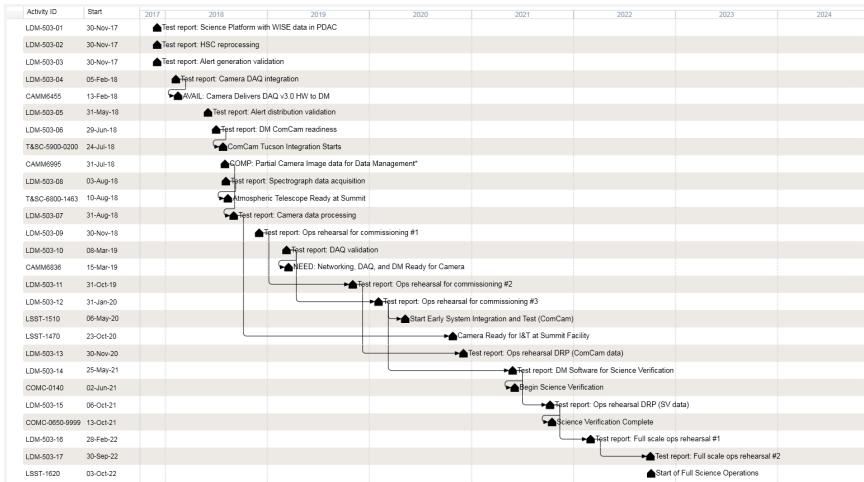 Activity ID Start 2017 2018 2019 2020 2021 2022 2023 2024
LDM-503-01 30-Nov-17 Test report: Science Platform with WISE data in PDAC
LDM-503-02 30-Nov-17 Test report: HSC reprocessing
LDM-503-03 30-Nov-17 Test report: Alert generation validation
LDM-503-04 05-Feb-18 Test report: Camera DAQ integration
CAMM6455 13-Feb-18 AVAIL: Camera Delivers DAQ v3.0 HW to DM
LDM-503-05 31-May-18 Test report: Alert distribution validation
LDM-503-06 29-Jun-18 Test report: DM ComCam readiness
T&SC-5900-0200 24-Jul-18 ComCam Tucson Integration Starts
CAMM6995 31-Jul-18 COMP: Partial Camera Image data for Data Management*
LDM-503-08 03-Aug-18 Test report: Spectrograph data acquisition
T&SC-6800-1463 10-Aug-18 Atmospheric Telescope Ready at Summit
LDM-503-07 31-Aug-18 Test report: Camera data processing
LDM-503-09 30-Nov-18 Test report: Ops rehearsal for commissioning #1
LDM-503-10 08-Mar-19 Test report: DAQ validation
CAMM6836 15-Mar-19 NEED: Networking, DAQ, and DM Ready for Camera
LDM-503-11 31-Oct-19 Test report: Ops rehearsal for commissioning #2
LDM-503-12 31-Jan-20 Test report: Ops rehearsal for commissioning #3
LSST-1510 06-May-20 Start Early System Integration and Test (ComCam)
LSST-1470 23-Oct-20 Camera Ready for I&T at Summit Facility
LDM-503-13 30-Nov-20 Test report: Ops rehearsal DRP (ComCam data)
LDM-503-14 25-May-21 Test report: DM Software for Science Verification
COMC-0140 02-Jun-21 Begin Science Verification
LDM-503-15 06-Oct-21 Test report: Ops rehearsal DRP (SV data)
COMC-0650-9999 13-Oct-21 Science Verification Complete
LDM-503-16 28-Feb-22 Test report: Full scale ops rehearsal #1
LDM-503-17 30-Sep-22 Test report: Full scale ops rehearsal #2
LSST-1620 03-Oct-22 Start of Full Science Operations